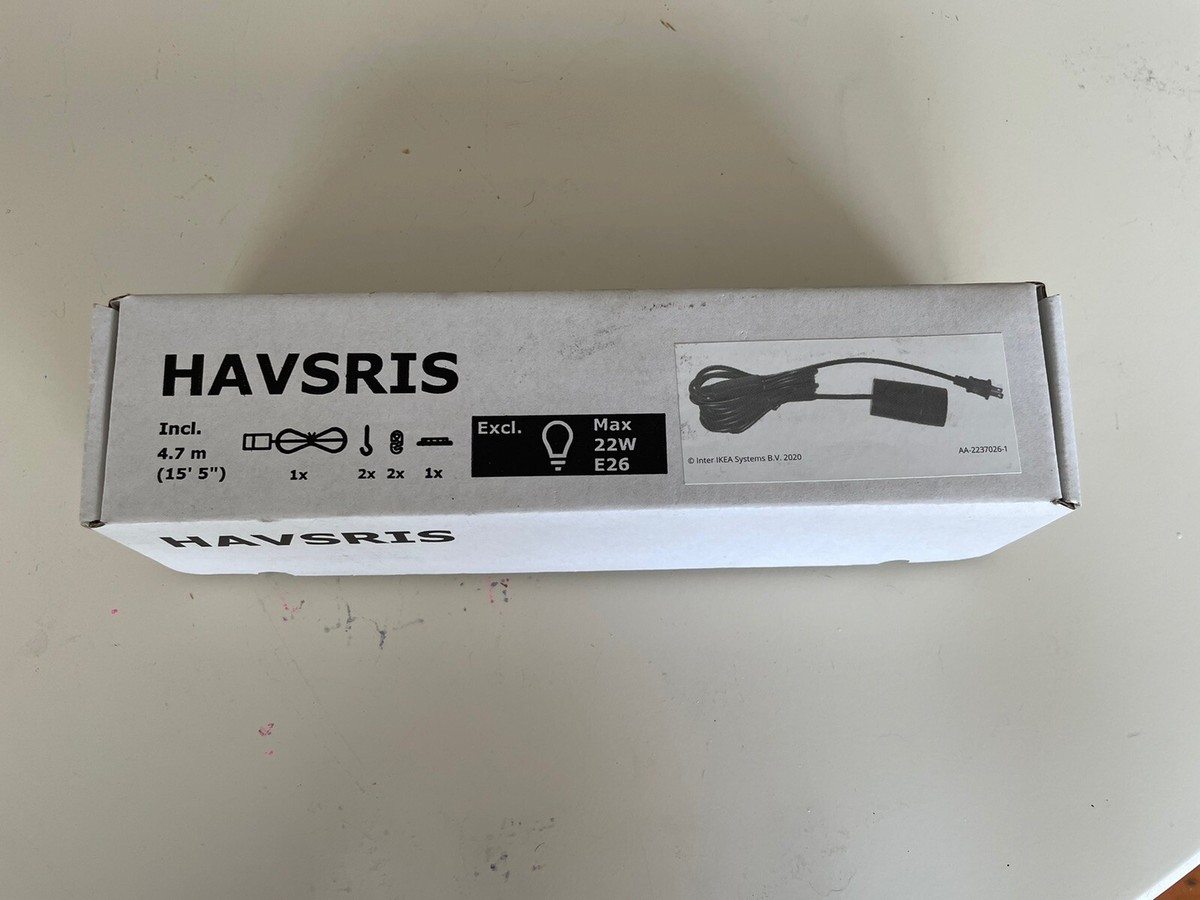 HAVSRIS
Incl.
4.7 m
(15' 5")
1x
2x
2x
1x
Excl.
Max
22W
E26
© Inter IKEA Systems B.V. 2020
AA-2237026-1
HAVSRIS